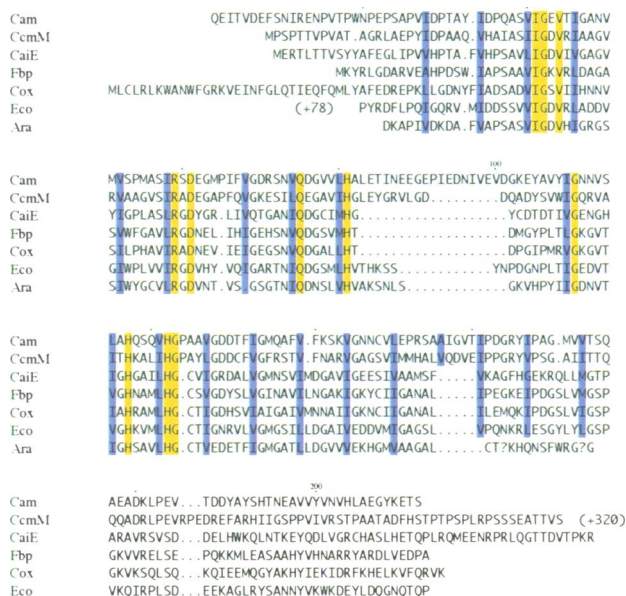 Cam QEITVDEFSNIRENPVTPWNPEPSAPVIDPTAY.IDPQASVIGEVTIGANV
CcmM MPSPTTVPVAT.AGRLAEPYIDPAAQ.VHAIASIIGDVRIAAGV
CaiE MERTLTTVSYYAFEGLIPVVHPTA.FVHPSAVLIGDVIVGAGV
Fbp MKYRLGDARVEAHPDSW.IAPSAAVIGKVRLDAGA
Cox MLCLRLKWANWFGRKVEINFGLQTIEQFQMLYAFEDREPKLLGDNYFIADSADVIGSVIIHNNV
Eco (+78) PYRDFLPQIGQRV.MIDDSSVVIGDVRLADDV
Ara DKAPIVDKDA.FVAPSASVIGDVHIGRGS
100
Cam MVSPMASIRSDEGMPIFVGDRSNVQDGVVLHALETINEEGEPIEDNIVEVDGKEYAVYIGNNVS
CcmM RVAAGVSIRADEGAPFQVGKESILQEGAVIHGLEYGRVLGD.........DQADYSVWIGQRVA
CaiE YIGPLASLRGDYGR.LIVQTGANIQDGCIMHG................YCDTDTIVGENGH
Fbp SVWFGAVLRGDNEL.IHIGEHSNVQDGSVMHT................DMGYPLTLGKGVT
Cox SILPHAVIRADNEV.IEIGEGSNVQDGALLHT................DPGIPMRVGKGVT
Eco GIWPLVVIRGDVHY.VQIGARTNIQDGSMLHVTHKSS...........YNPDGNPLTIGEDVT
Ara SIWYGCVLRGDVNT.VSIGSGTNIQDNSLVHVAKSNLS...........GKVHPYIIGDNVT
Cam LAHQSQVHGPAAVGDDTFIGMQAFV.FKSKVGNNCVLEPRSAAIGVTIPDGRYIPAG.MVVTSQ
CcmM ITHKALIHGPAYLGDDCFVGFRSTV.FNARVGAGSVIMMHALVQDVEIPPGRYVPSG.AIITTQ
CaiE IGHGAILHG.CVIGRDALVGMNSVIMDGAVIGEESIVAAMSF.....VKAGFHGEKRQLLMGTP
Fbp VGHNAMLHG.CSVGDYSLVGINAVILNGAKIGKYCIIGANAL.....IPEGKEIPDGSLVMGSP
Cox IAHRAMLHG.CTIGDHSVIAIGAIVMNNAIIGKNCIIGANAL.....ILEMQKIPDGSLVIGSP
Eco VGHKVMLHG.CTIGNRVLVGMGSILLDGAIVEDDVMIGAGSL.....VPQNKRLESGYLYLGSP
Ara IGHSAVLHG.CTVEDETFIGMGATLLDGVVVEKHGMVAAGAL.....CT?KHQNSFWRG?G
200
Cam AEADKLPEV...TDDYAYSHTNEAVVYVNVHLAEGYKETS
CcmM QQADRLPEVRPEDREFARHIIGSPPVIVRSTPAATADFHSTPTPSPLRPSSSEATTVS (+320)
CaiE ARAVRSVSD...DELHWKQLNTKEYQDLVGRCHASLHETQPLRQMEENRPRLQGTTDVTPKR
Fbp GKVVRELSE...PQKKMLEASAAHYVHNARRYARDLVEDPA
Cox GKVKSQLSQ...KQIEEMQGYAKHYIEKIDRFKHELKVFQRVK
Eco VKQIRPLSD...EEKAGLRYSANNYVKWKDEYLDQGNQTQP